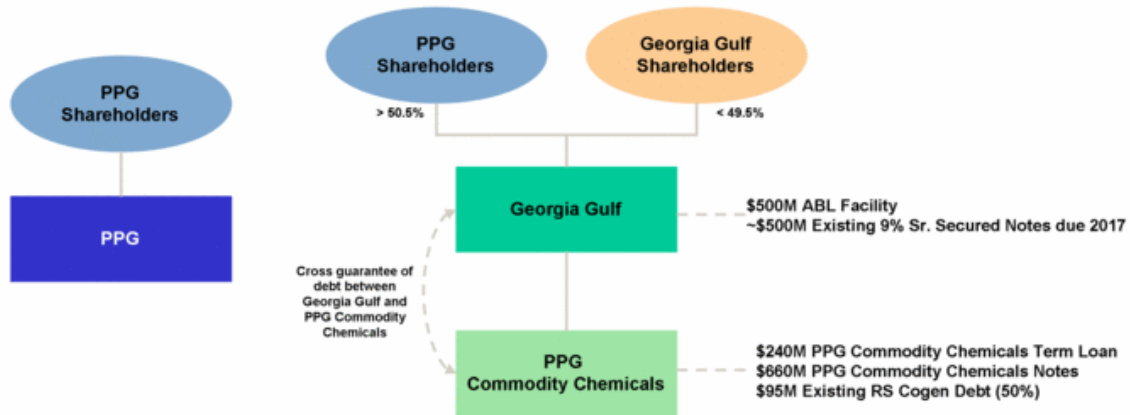 PPG
Shareholders
PPG
PPG
Shareholders
Georgia Gulf
Shareholders
> 50.5%
< 49.5%
Georgia Gulf
$500M ABL Facility
~$500M Existing 9% Sr. Secured Notes due 2017
Cross guarantee of
debt between
Georgia Gulf and
PPG Commodity
Chemicals
PPG
Commodity Chemicals
$240M PPG Commodity Chemicals Term Loan
$660M PPG Commodity Chemicals Notes
$95M Existing RS Cogen Debt (50%)